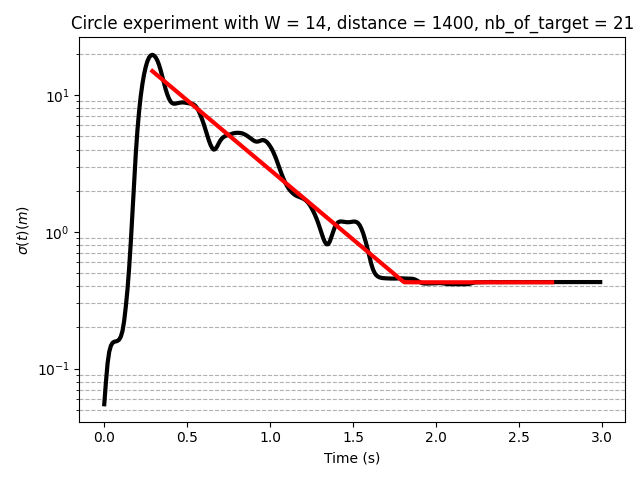 Circle experiment with W = 14, distance = 1400, nb_of_target = 21
10¹
10⁰
10⁻¹
σ(t)(m)
0.0 0.5 1.0 1.5 2.0 2.5 3.0
Time (s)